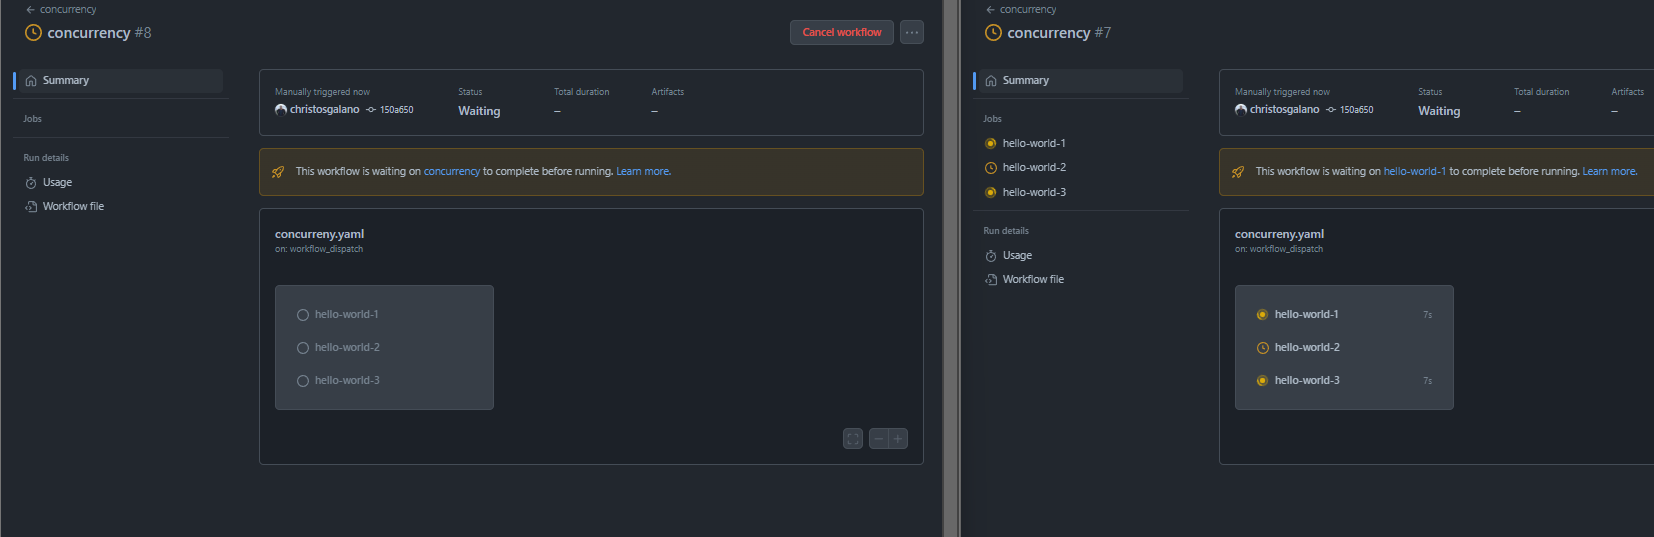 ← concurrency
concurrency #8
Cancel workflow
...
Summary
Jobs
Run details
Usage
Workflow file
Manually triggered now
christosgalano 150a650
Status
Waiting
Total duration
–
Artifacts
–
This workflow is waiting on concurrency to complete before running. Learn more.
concurreny.yaml
on: workflow_dispatch
hello-world-1
hello-world-2
hello-world-3
← concurrency
concurrency #7
Summary
Jobs
hello-world-1
hello-world-2
hello-world-3
Run details
Usage
Workflow file
Manually triggered now
christosgalano 150a650
Status
Waiting
Total duration
–
Artifacts
–
This workflow is waiting on hello-world-1 to complete before running. Learn more.
concurreny.yaml
on: workflow_dispatch
hello-world-1 7s
hello-world-2
hello-world-3 7s